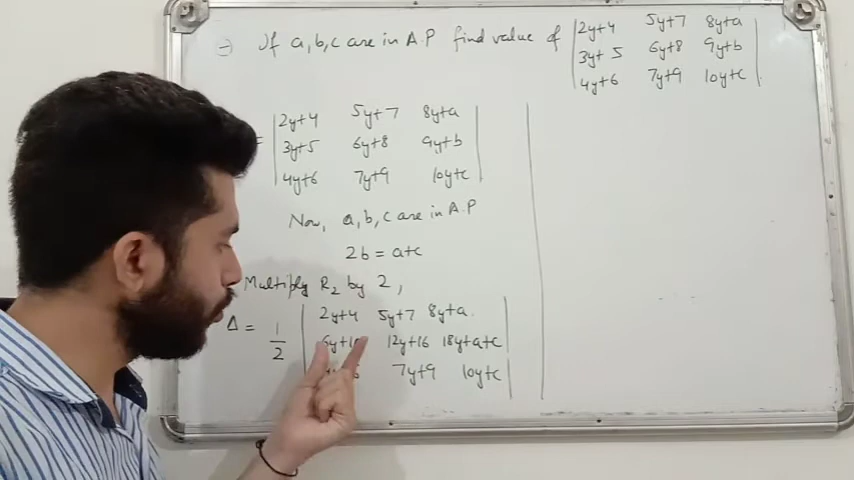 If a,b,c are in A.P find value of | 2y+4 5y+7 8y+a |
| 3y+5 6y+8 9y+b |
| 4y+6 7y+9 10y+c |
= | 2y+4 5y+7 8y+a |
| 3y+5 6y+8 9y+b |
| 4y+6 7y+9 10y+c |
Now, a,b,c are in A.P
2b = a+c
Multiply R₂ by 2,
Δ = 1/2 | 2y+4 5y+7 8y+a |
12y+16 18y+a+c |
7y+9 10y+c |